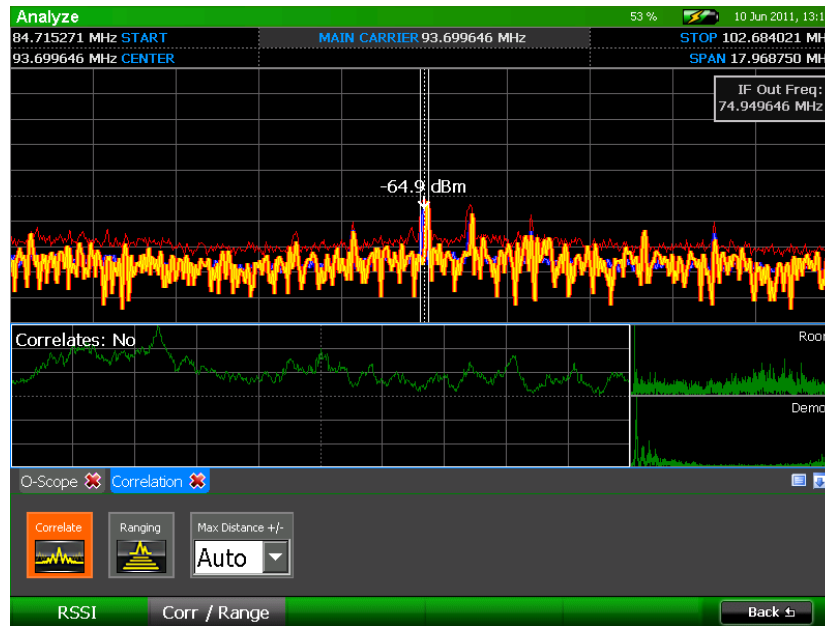 Analyze 53 % 10 Jun 2011, 13:1
84.715271 MHz START MAIN CARRIER 93.699646 MHz STOP 102.684021 MH
93.699646 MHz CENTER SPAN 17.968750 MH
IF Out Freq:
74.949646 MHz
-64.9 dBm
Correlates: No
Roor
Demo
O-Scope Correlation
Correlate Ranging Max Distance +/-
Auto
RSSI Corr / Range Back